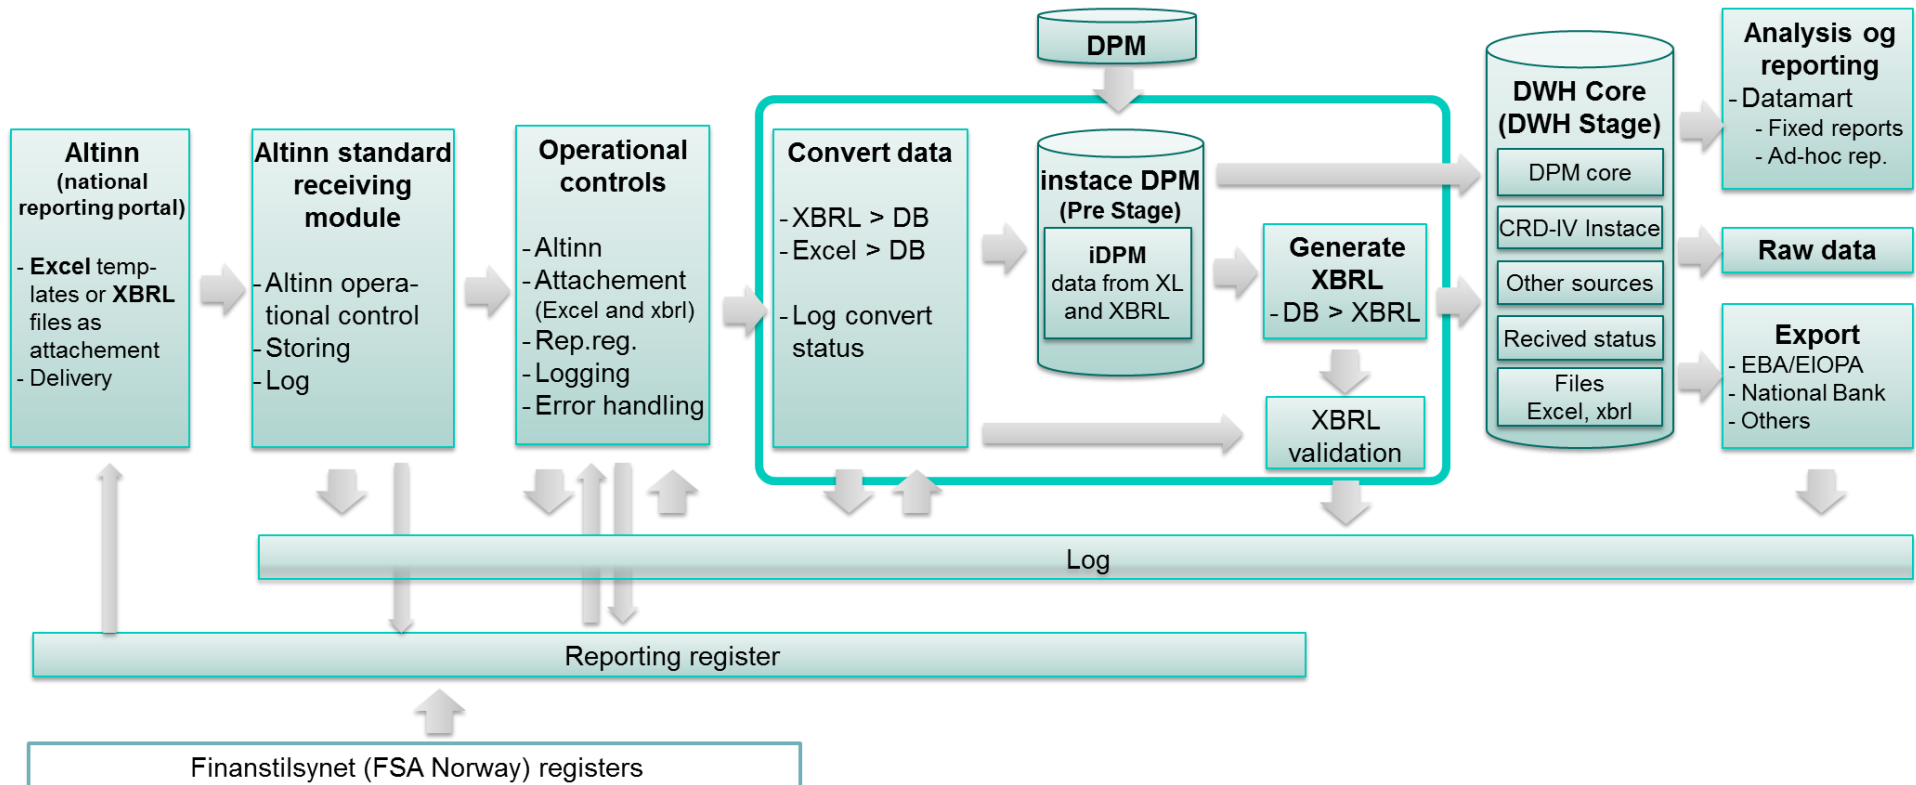 DPM
Altinn
(national
reporting portal)
- Excel temp-
lates or XBRL
files as
attachement
- Delivery
Altinn standard
receiving
module
- Altinn opera-
tional control
- Storing
- Log
Operational
controls
- Altinn
- Attachement
(Excel and xbrl)
- Rep.reg.
- Logging
- Error handling
Convert data
- XBRL > DB
- Excel > DB
- Log convert
status
instace DPM
(Pre Stage)
iDPM
data from XL
and XBRL
Generate
XBRL
- DB > XBRL
XBRL
validation
DWH Core
(DWH Stage)
DPM core
CRD-IV Instace
Other sources
Recived status
Files
Excel, xbrl
Analysis og
reporting
- Datamart
- Fixed reports
- Ad-hoc rep.
Raw data
Export
- EBA/EIOPA
- National Bank
- Others
Log
Reporting register
Finanstilsynet (FSA Norway) registers